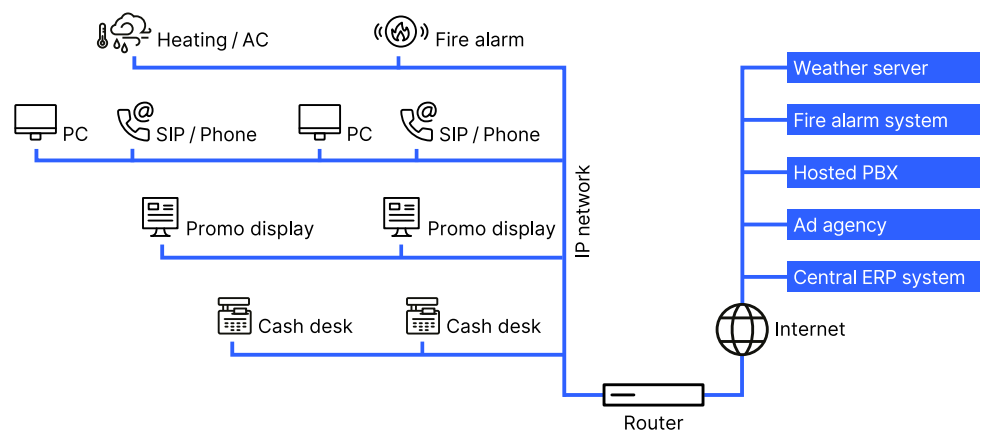 Heating / AC
Fire alarm
PC
SIP / Phone
PC
SIP / Phone
Promo display
Promo display
Cash desk
Cash desk
IP network
Router
Internet
Weather server
Fire alarm system
Hosted PBX
Ad agency
Central ERP system